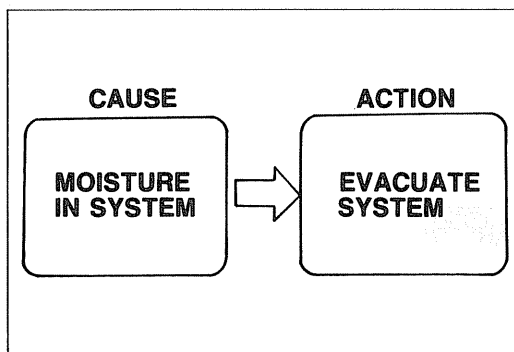 CAUSE
ACTION
MOISTURE
IN SYSTEM
EVACUATE
SYSTEM